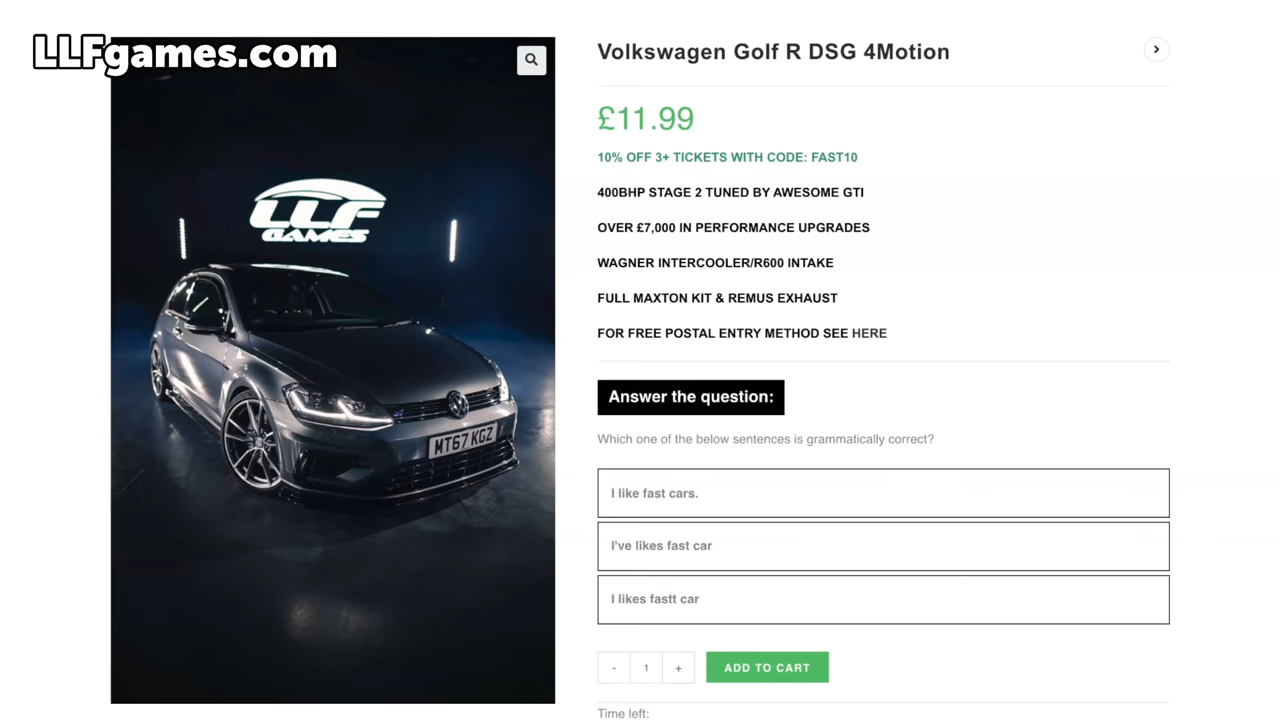 LLFgames.com
LLF
GAMES
MT67 KGZ
Volkswagen Golf R DSG 4Motion
£11.99
10% OFF 3+ TICKETS WITH CODE: FAST10
400BHP STAGE 2 TUNED BY AWESOME GTI
OVER £7,000 IN PERFORMANCE UPGRADES
WAGNER INTERCOOLER/R600 INTAKE
FULL MAXTON KIT & REMUS EXHAUST
FOR FREE POSTAL ENTRY METHOD SEE HERE
Answer the question:
Which one of the below sentences is grammatically correct?
I like fast cars.
I've likes fast car
I likes fastt car
- 1 +
ADD TO CART
Time left: